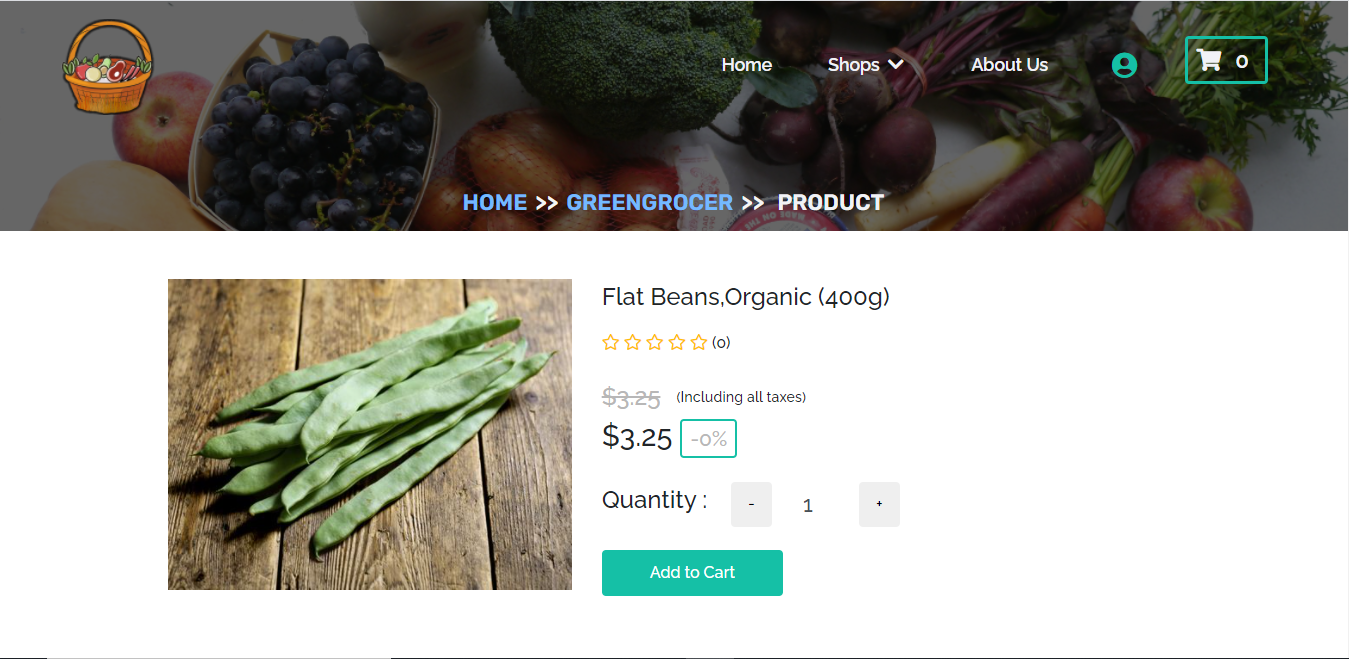 Home Shops About Us 0
HOME >> GREENGROCER >> PRODUCT
Flat Beans,Organic (400g)
(0)
$3.25 (Including all taxes)
$3.25 -0%
Quantity : - 1 +
Add to Cart